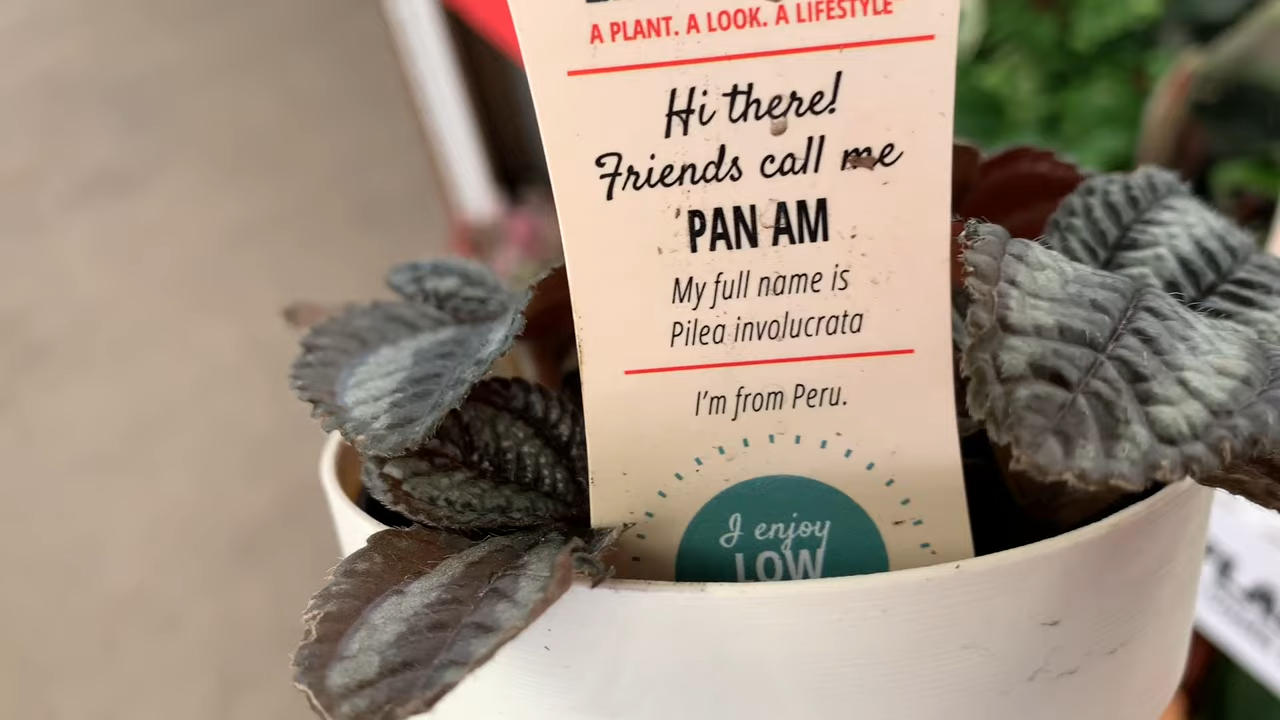 A PLANT. A LOOK. A LIFESTYLE
Hi there!
Friends call me
PAN AM
My full name is
Pilea involucrata
I'm from Peru.
I enjoy
LOW